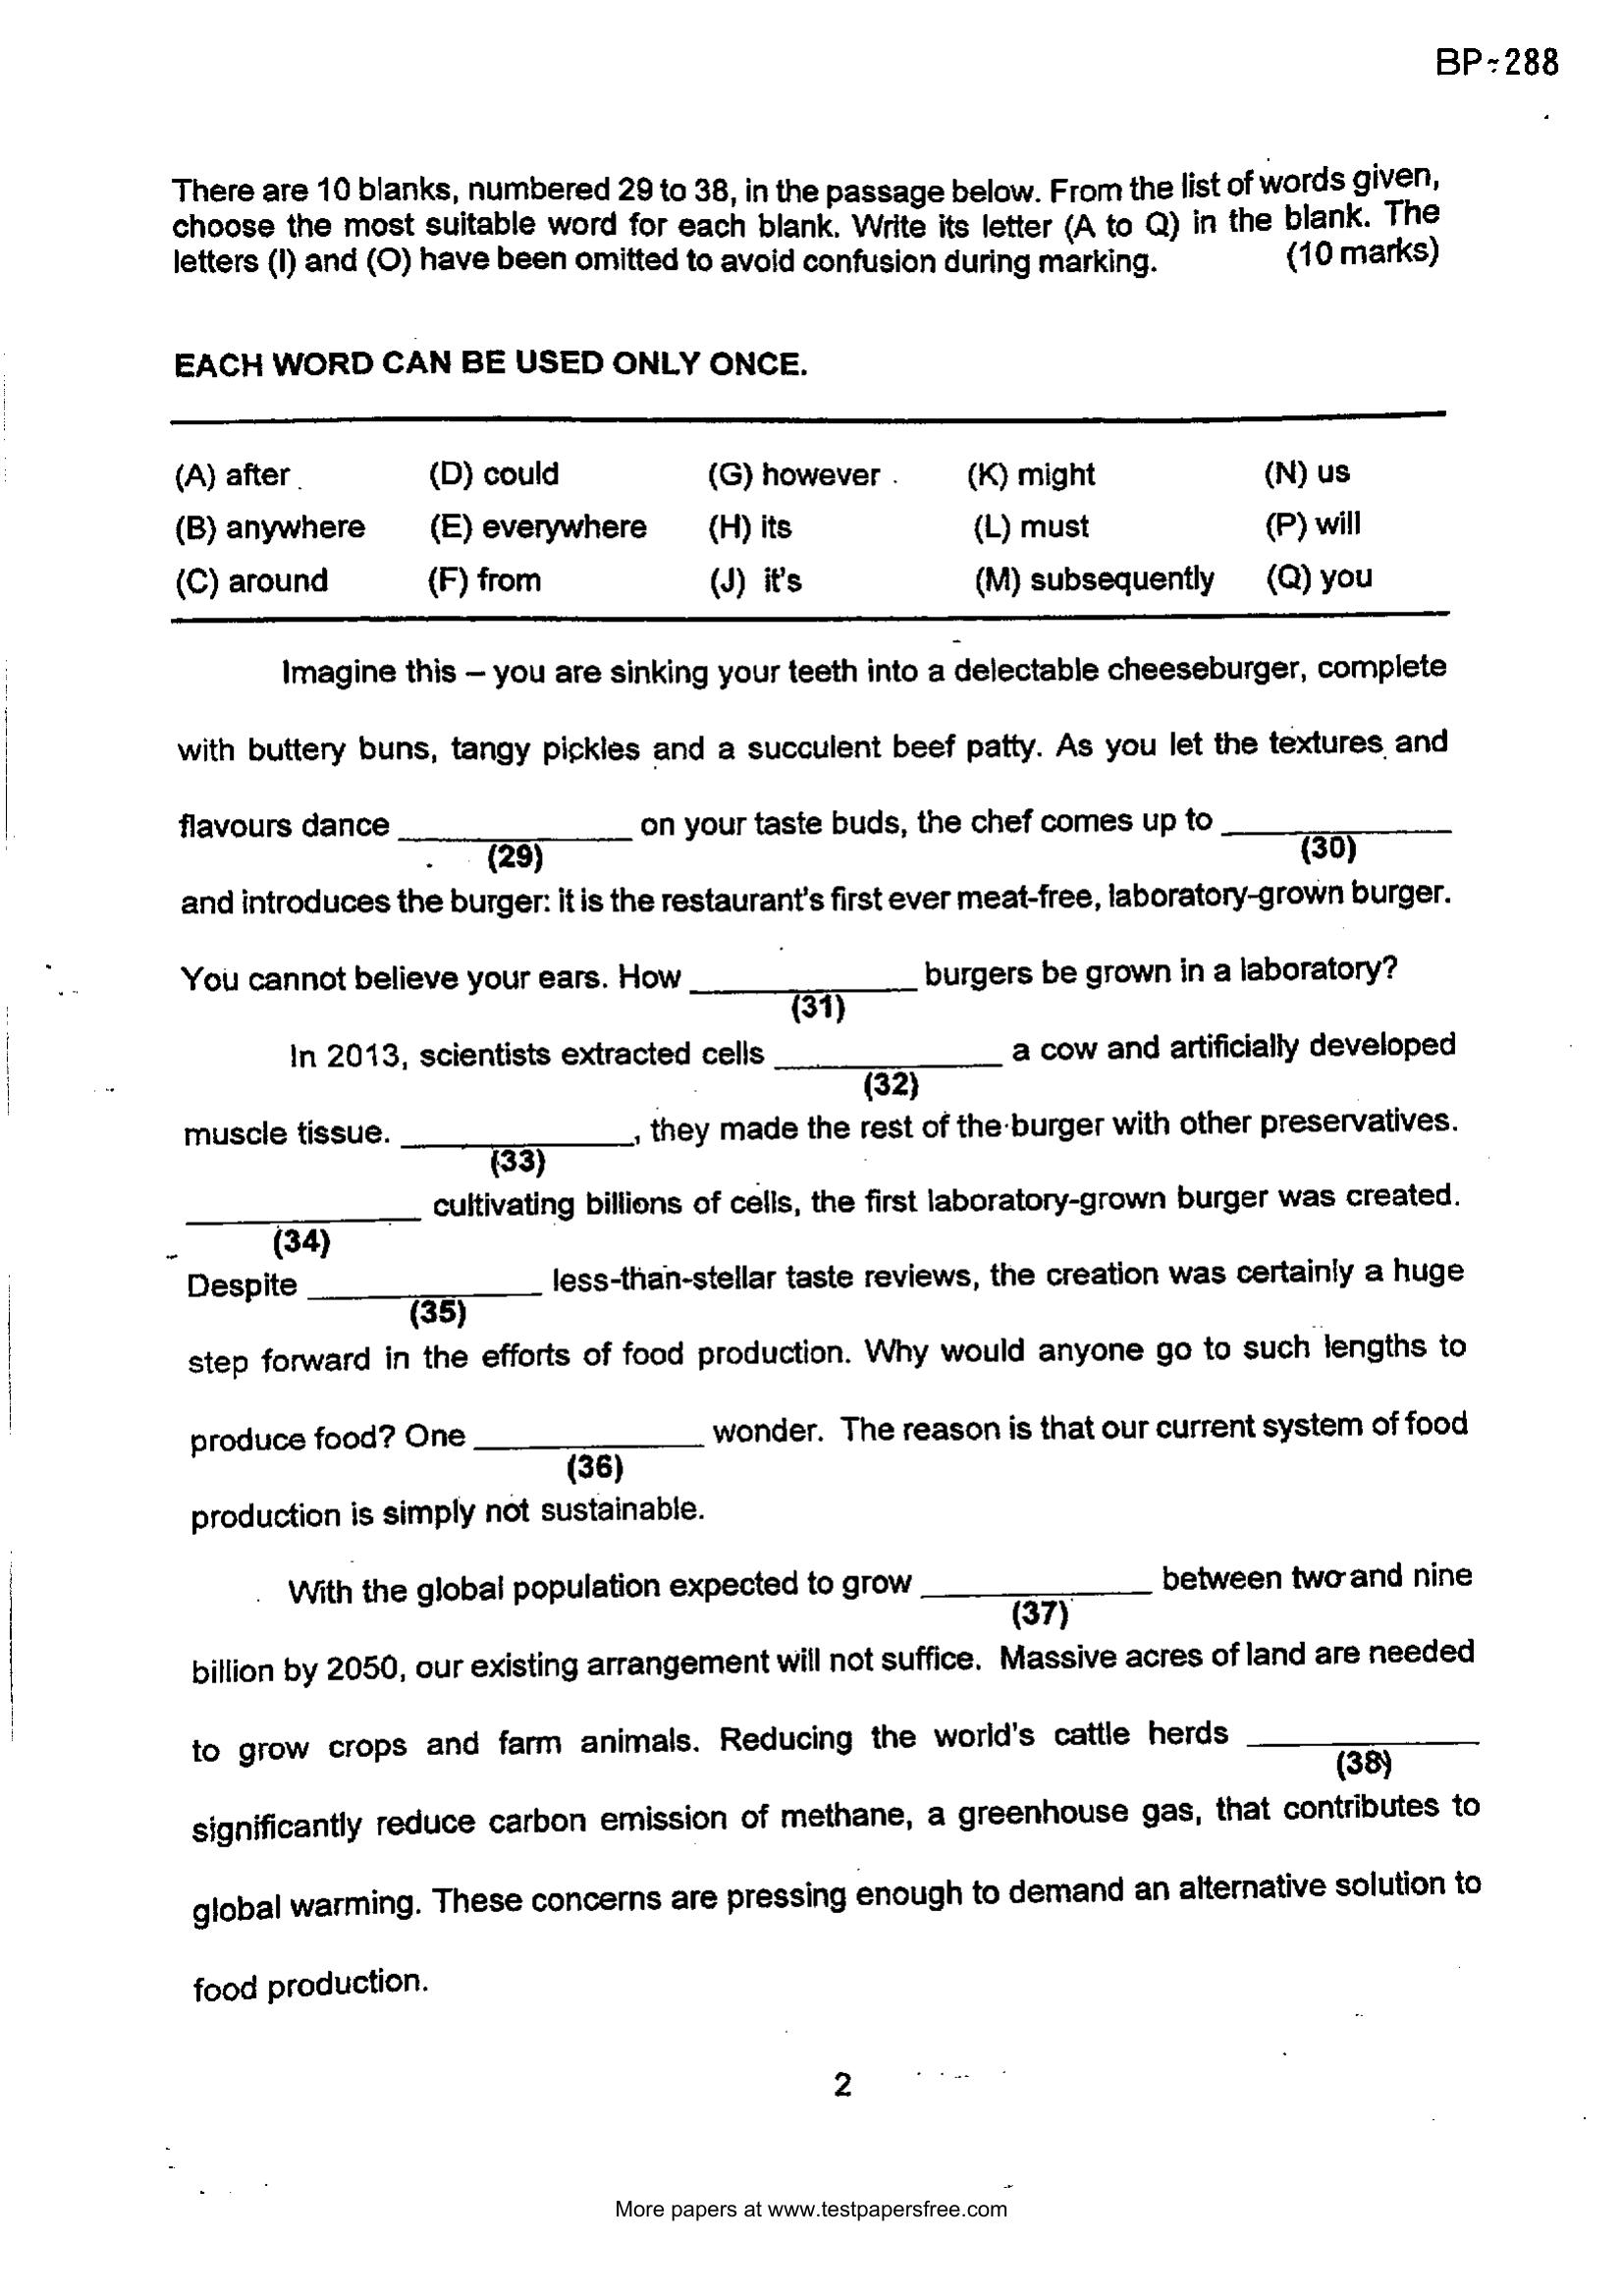 BP-288
There are 10 blanks, numbered 29 to 38, in the passage below. From the list of words given,
choose the most suitable word for each blank. Write its letter (A to Q) in the blank. The
letters (I) and (O) have been omitted to avoid confusion during marking. (10 marks)
EACH WORD CAN BE USED ONLY ONCE.
(A) after (D) could (G) however (K) might (N) us
(B) anywhere (E) everywhere (H) its (L) must (P) will
(C) around (F) from (J) it's (M) subsequently (Q) you
Imagine this – you are sinking your teeth into a delectable cheeseburger, complete
with buttery buns, tangy pickles and a succulent beef patty. As you let the textures and
flavours dance ____________ on your taste buds, the chef comes up to ____________
(29) (30)
and introduces the burger: it is the restaurant's first ever meat-free, laboratory-grown burger.
You cannot believe your ears. How ____________ burgers be grown in a laboratory?
(31)
In 2013, scientists extracted cells ____________ a cow and artificially developed
(32)
muscle tissue. ____________, they made the rest of the burger with other preservatives.
(33)
____________ cultivating billions of cells, the first laboratory-grown burger was created.
(34)
Despite ____________ less-than-stellar taste reviews, the creation was certainly a huge
(35)
step forward in the efforts of food production. Why would anyone go to such lengths to
produce food? One ____________ wonder. The reason is that our current system of food
(36)
production is simply not sustainable.
With the global population expected to grow ____________ between two and nine
(37)
billion by 2050, our existing arrangement will not suffice. Massive acres of land are needed
to grow crops and farm animals. Reducing the world's cattle herds ____________
(38)
significantly reduce carbon emission of methane, a greenhouse gas, that contributes to
global warming. These concerns are pressing enough to demand an alternative solution to
food production.
2
More papers at www.testpapersfree.com